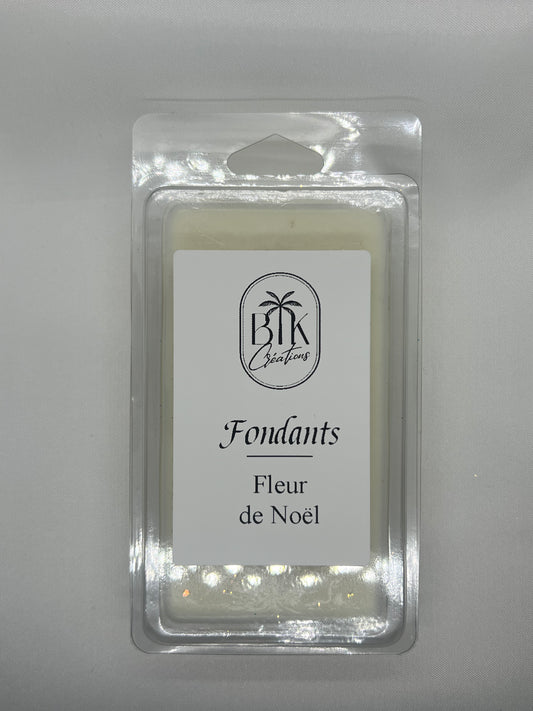 BK
Créations
Fondants
Fleur
de Noël